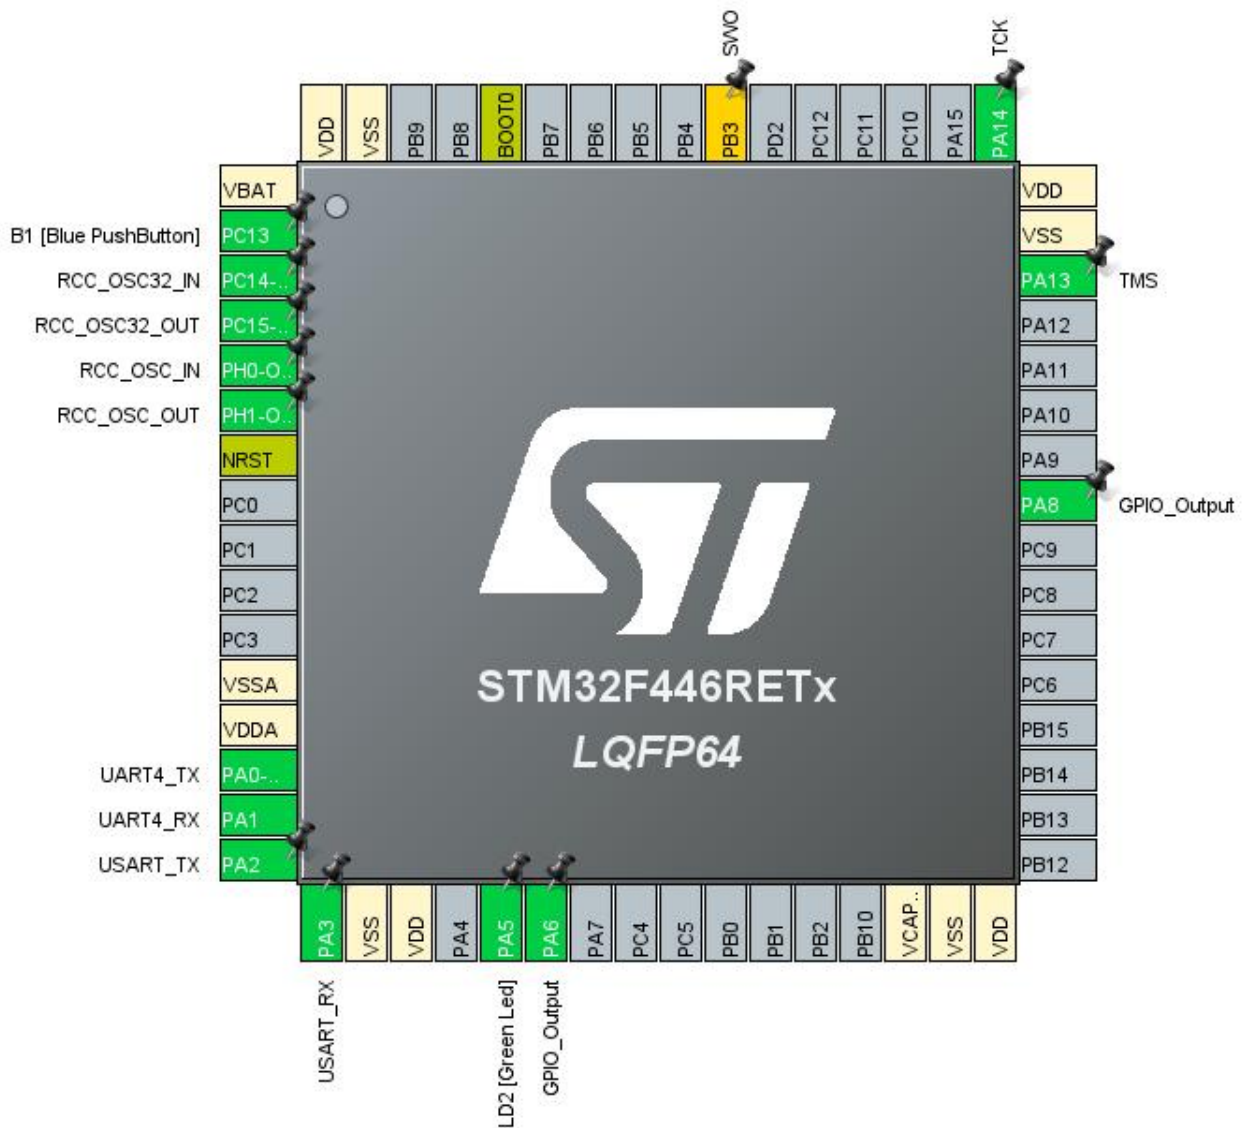 SWO
TCK
VDD
VSS
PB9
PB8
BOOT0
PB7
PB6
PB5
PB4
PB3
PD2
PC12
PC11
PC10
PA15
PA14
VBAT
B1 [Blue PushButton] PC13
RCC_OSC32_IN PC14-..
RCC_OSC32_OUT PC15-..
RCC_OSC_IN PH0-O..
RCC_OSC_OUT PH1-O..
NRST
PC0
PC1
PC2
PC3
VSSA
VDDA
UART4_TX PA0-..
UART4_RX PA1
USART_TX PA2
VDD
VSS
PA13 TMS
PA12
PA11
PA10
PA9
PA8 GPIO_Output
PC9
PC8
PC7
PC6
PB15
PB14
PB13
PB12
ST
STM32F446RETx
LQFP64
PA3
VSS
VDD
PA4
PA5
PA6
PA7
PC4
PC5
PB0
PB1
PB2
PB10
VCAP..
VSS
VDD
USART_RX
LD2 [Green Led]
GPIO_Output